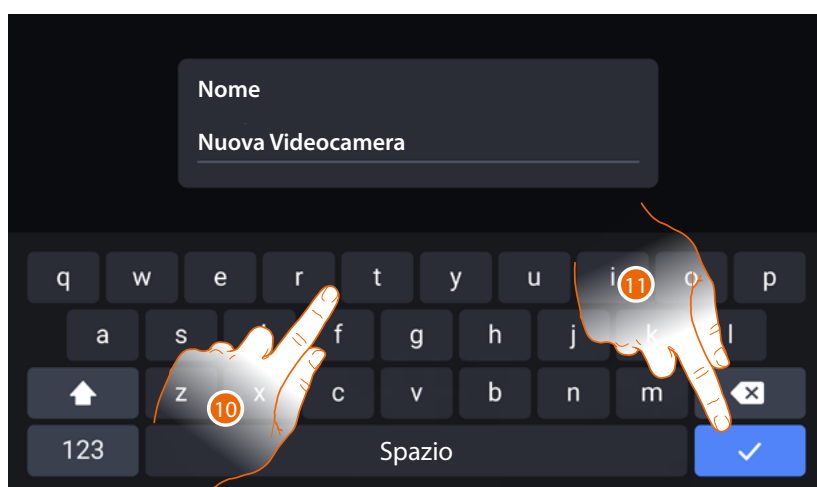 Nome
Nuova Videocamera
q w e r t y u i o p
a s f g h j k l
z x c v b n m
123 Spazio
10
11